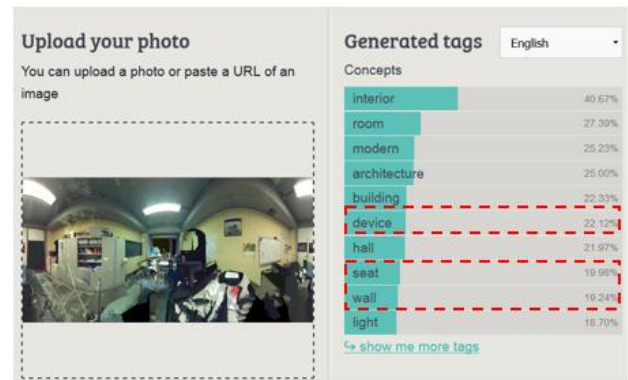 Upload your photo
You can upload a photo or paste a URL of an
image
Generated tags
English
Concepts
interior 40.67%
room 27.39%
modern 25.23%
architecture 25.00%
building 22.33%
device 22.12%
hall 21.97%
seat 19.96%
wall 19.24%
light 18.70%
↪ show me more tags